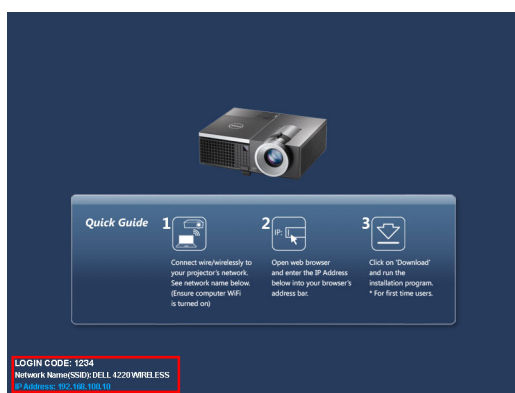 Quick Guide
1
Connect wire/wirelessly to
your projector's network.
See network name below.
(Ensure computer WiFi
is turned on)
2
IP:
Open web browser
and enter the IP Address
below into your browser's
address bar.
3
Click on 'Download'
and run the
installation program.
* For first time users.
LOGIN CODE: 1234
Network Name(SSID): DELL 4220 WIRELESS
IP Address: 192.168.100.10